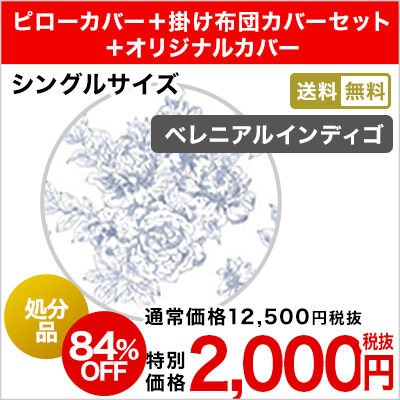 ピローカバー＋掛け布団カバーセット
＋オリジナルカバー
シングルサイズ
送料無料
ベレニアルインディゴ
処分
品
84%
OFF
通常価格12,500円税抜
特別
価格
2,000円
税抜